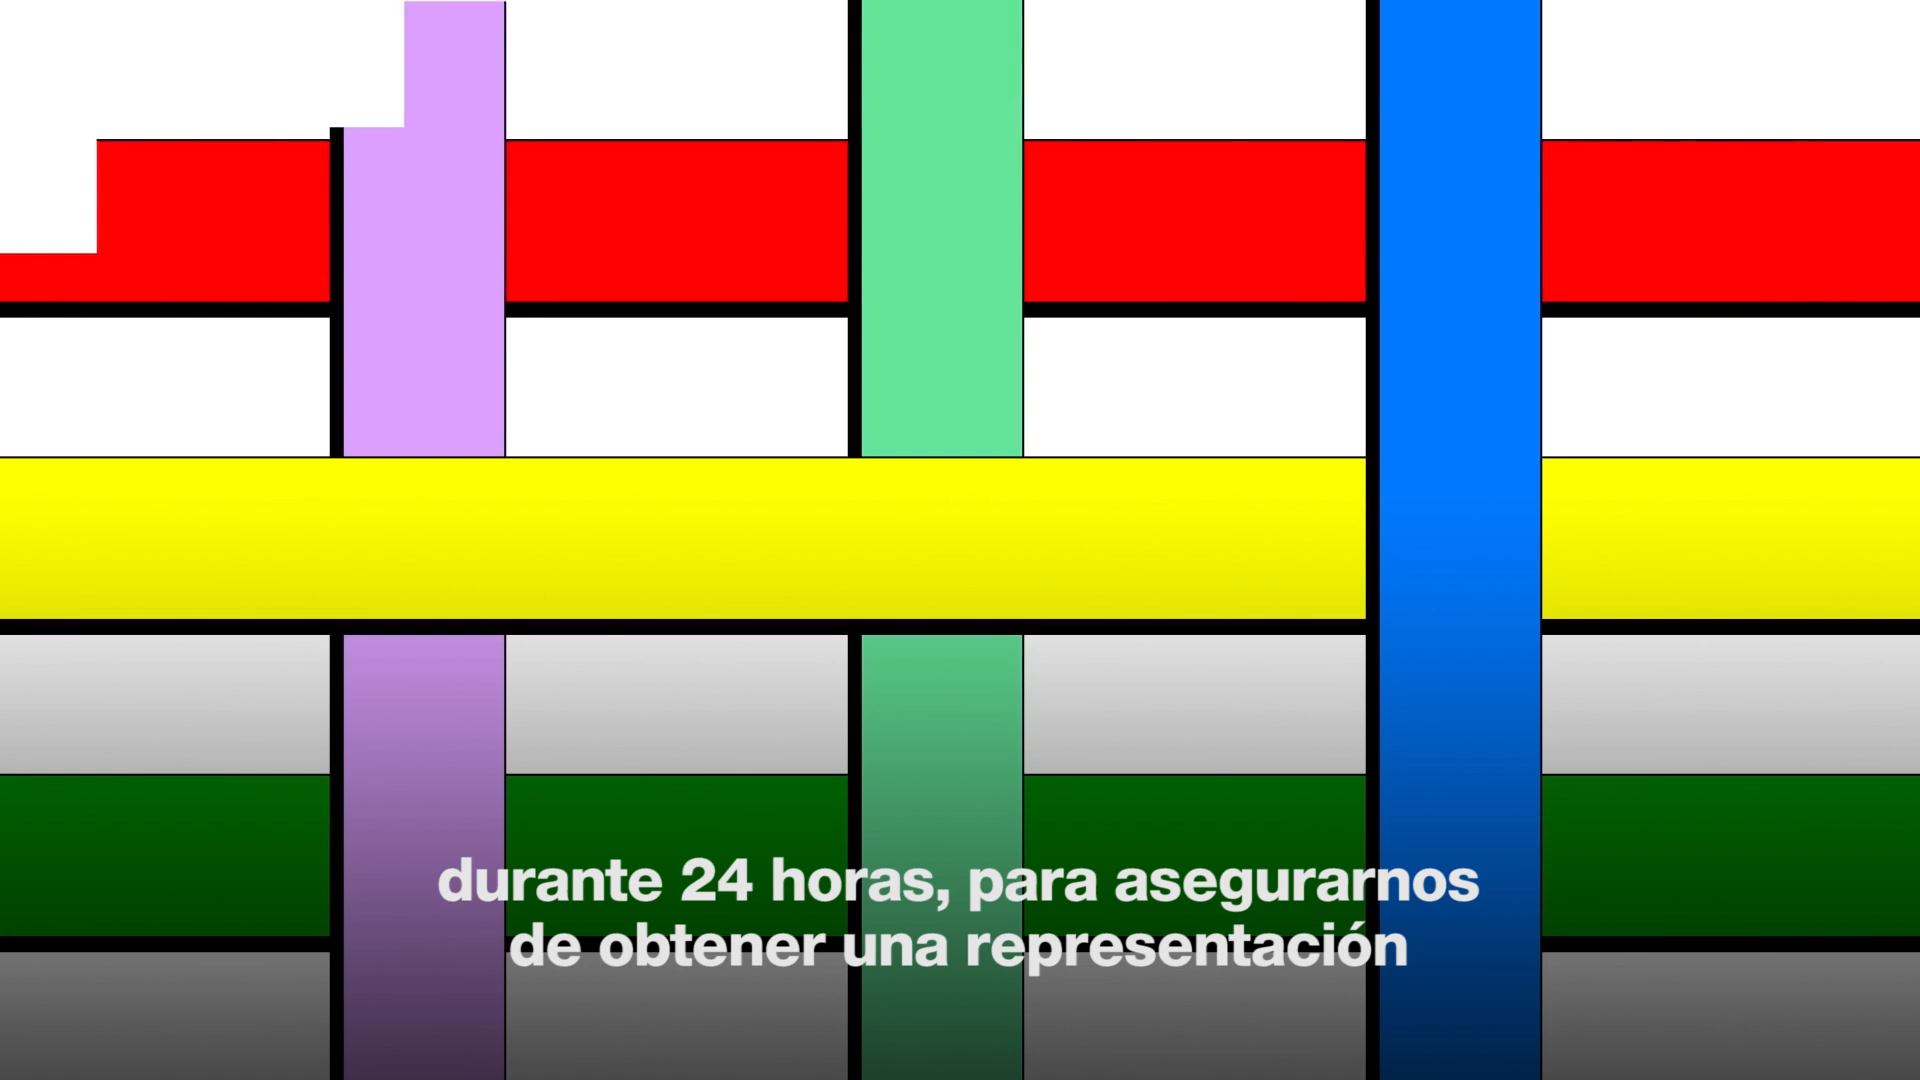 durante 24 horas, para asegurarnos
de obtener una representación